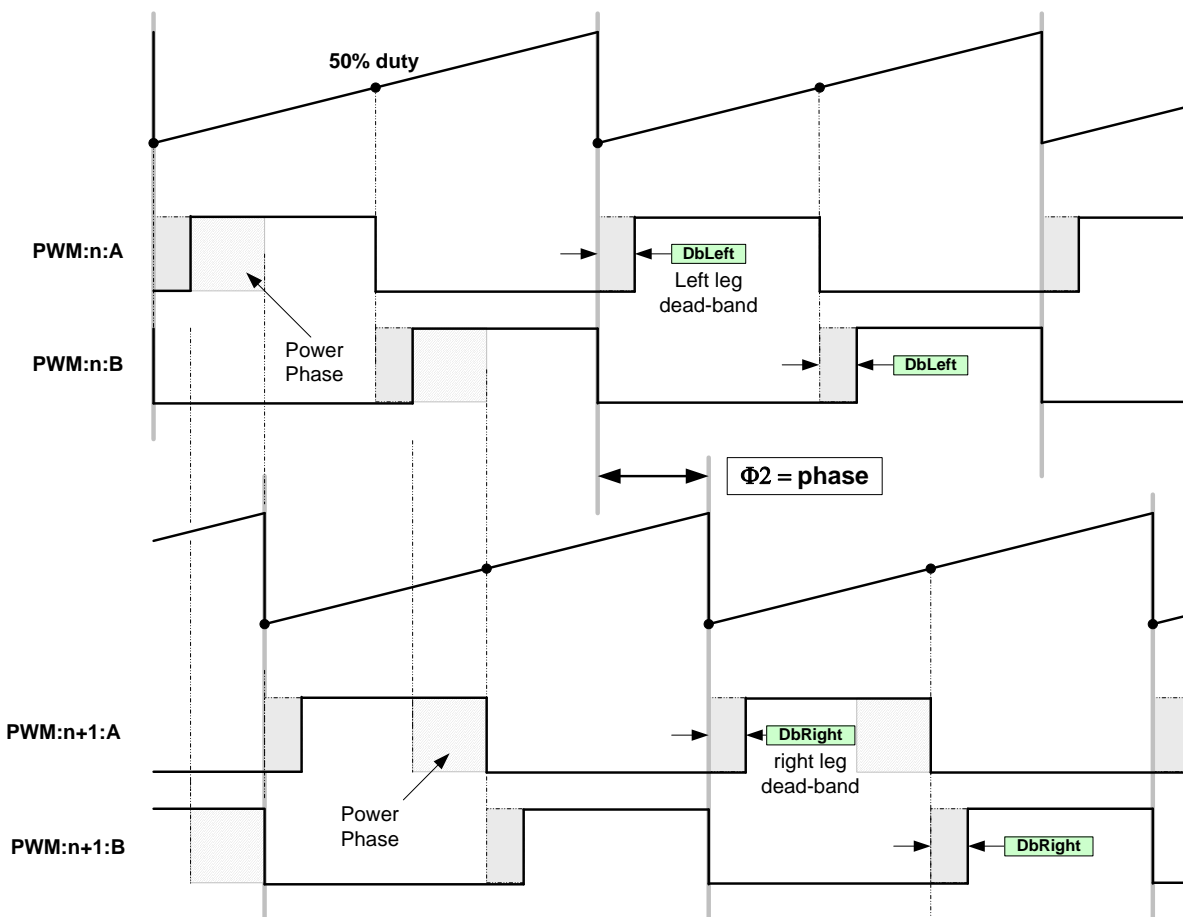 50% duty
PWM:n:A
DbLeft
Left leg
dead-band
Power
Phase
PWM:n:B
DbLeft
Φ2 = phase
PWM:n+1:A
DbRight
right leg
dead-band
Power
Phase
PWM:n+1:B
DbRight